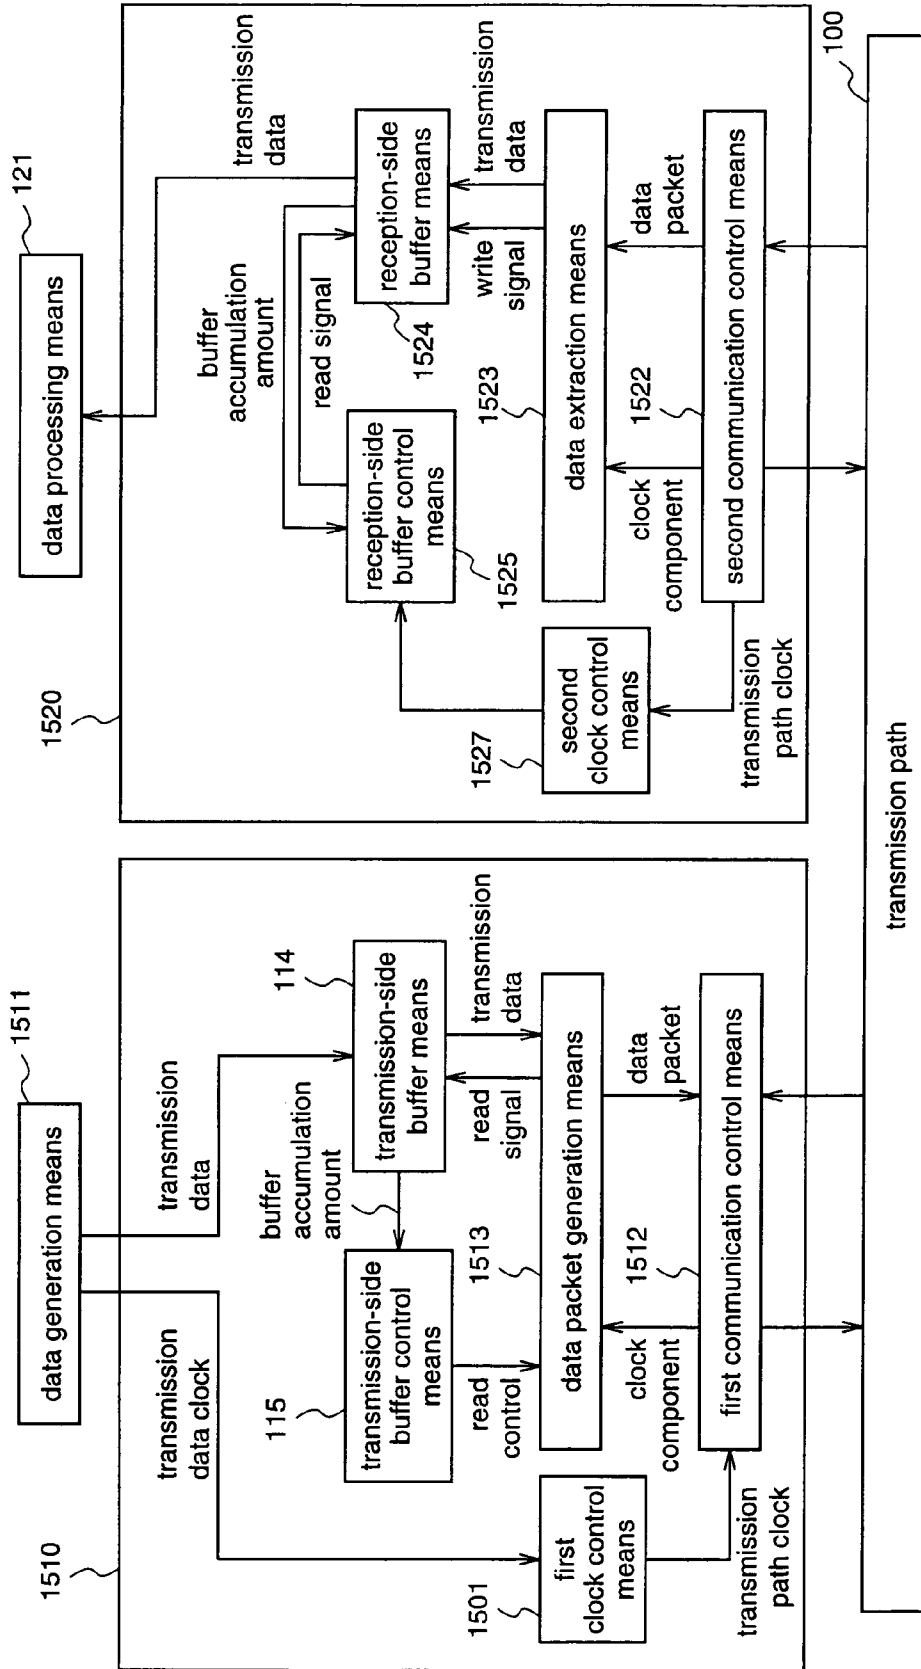 1511
data generation means
1510
transmission
data clock
transmission
data
114
transmission-side
buffer means
buffer
accumulation
amount
115
transmission-side
buffer control
means
read
control
read
signal
transmission
data
1513
data packet generation means
1501
first
clock control
means
clock
component
data
packet
1512
first communication control means
transmission
path clock
121
data processing means
1520
transmission
data
buffer
accumulation
amount
read signal
reception-side
buffer means
1524
reception-side
buffer control
means
1525
write
signal
transmission
data
1523
data extraction means
1527
second
clock control
means
clock
component
data
packet
1522
second communication control means
transmission
path clock
100
transmission path